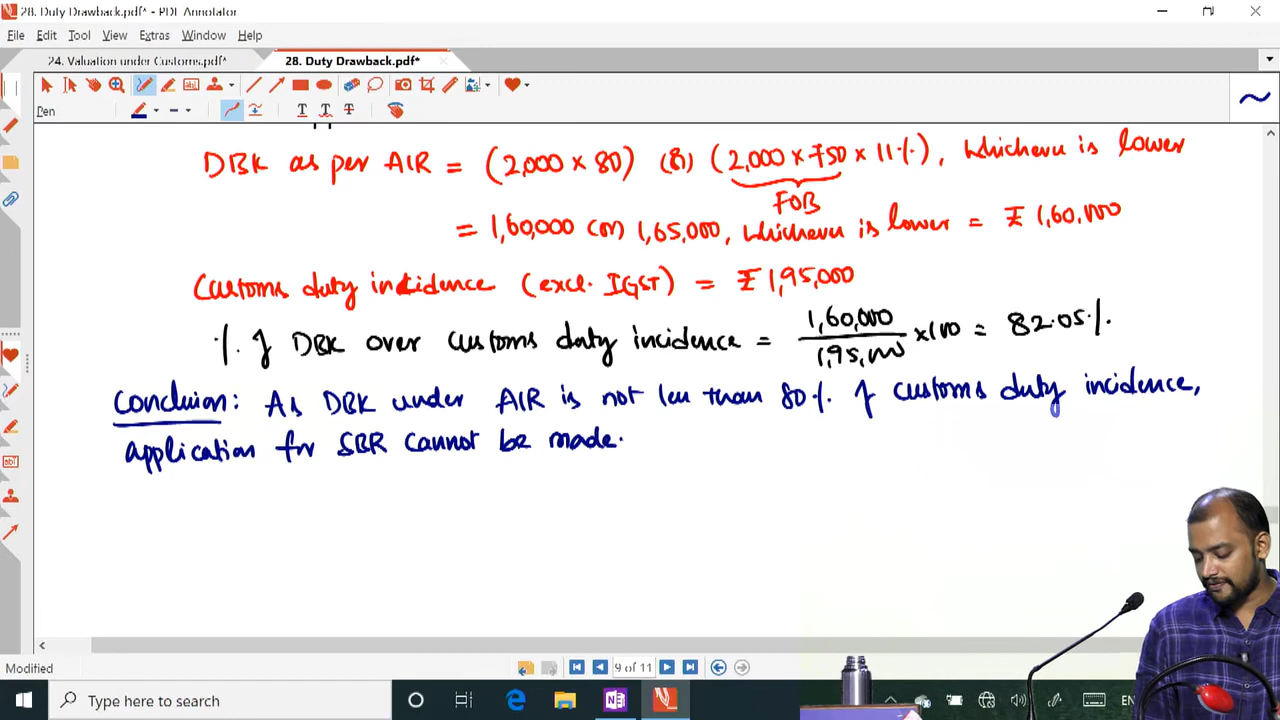 28. Duty Drawback.pdf* - PDF Annotator
File Edit Tool View Extras Window Help
24. Valuation under Customs.pdf* 28. Duty Drawback.pdf*
Pen
DBK as per AIR = (2,000 × 80) (or) (2,000 × 750 × 11%), whichever is lower
FOB
= 1,60,000 (or) 1,65,000, whichever is lower = ₹ 1,60,000
Customs duty incidence (excl. IGST) = ₹ 1,95,000
% of DBK over customs duty incidence = 1,60,000 / 1,95,000 × 100 = 82.05%
Conclusion: As DBK under AIR is not less than 80% of customs duty incidence,
application for SBR cannot be made.
9 of 11
Modified
Type here to search
EN